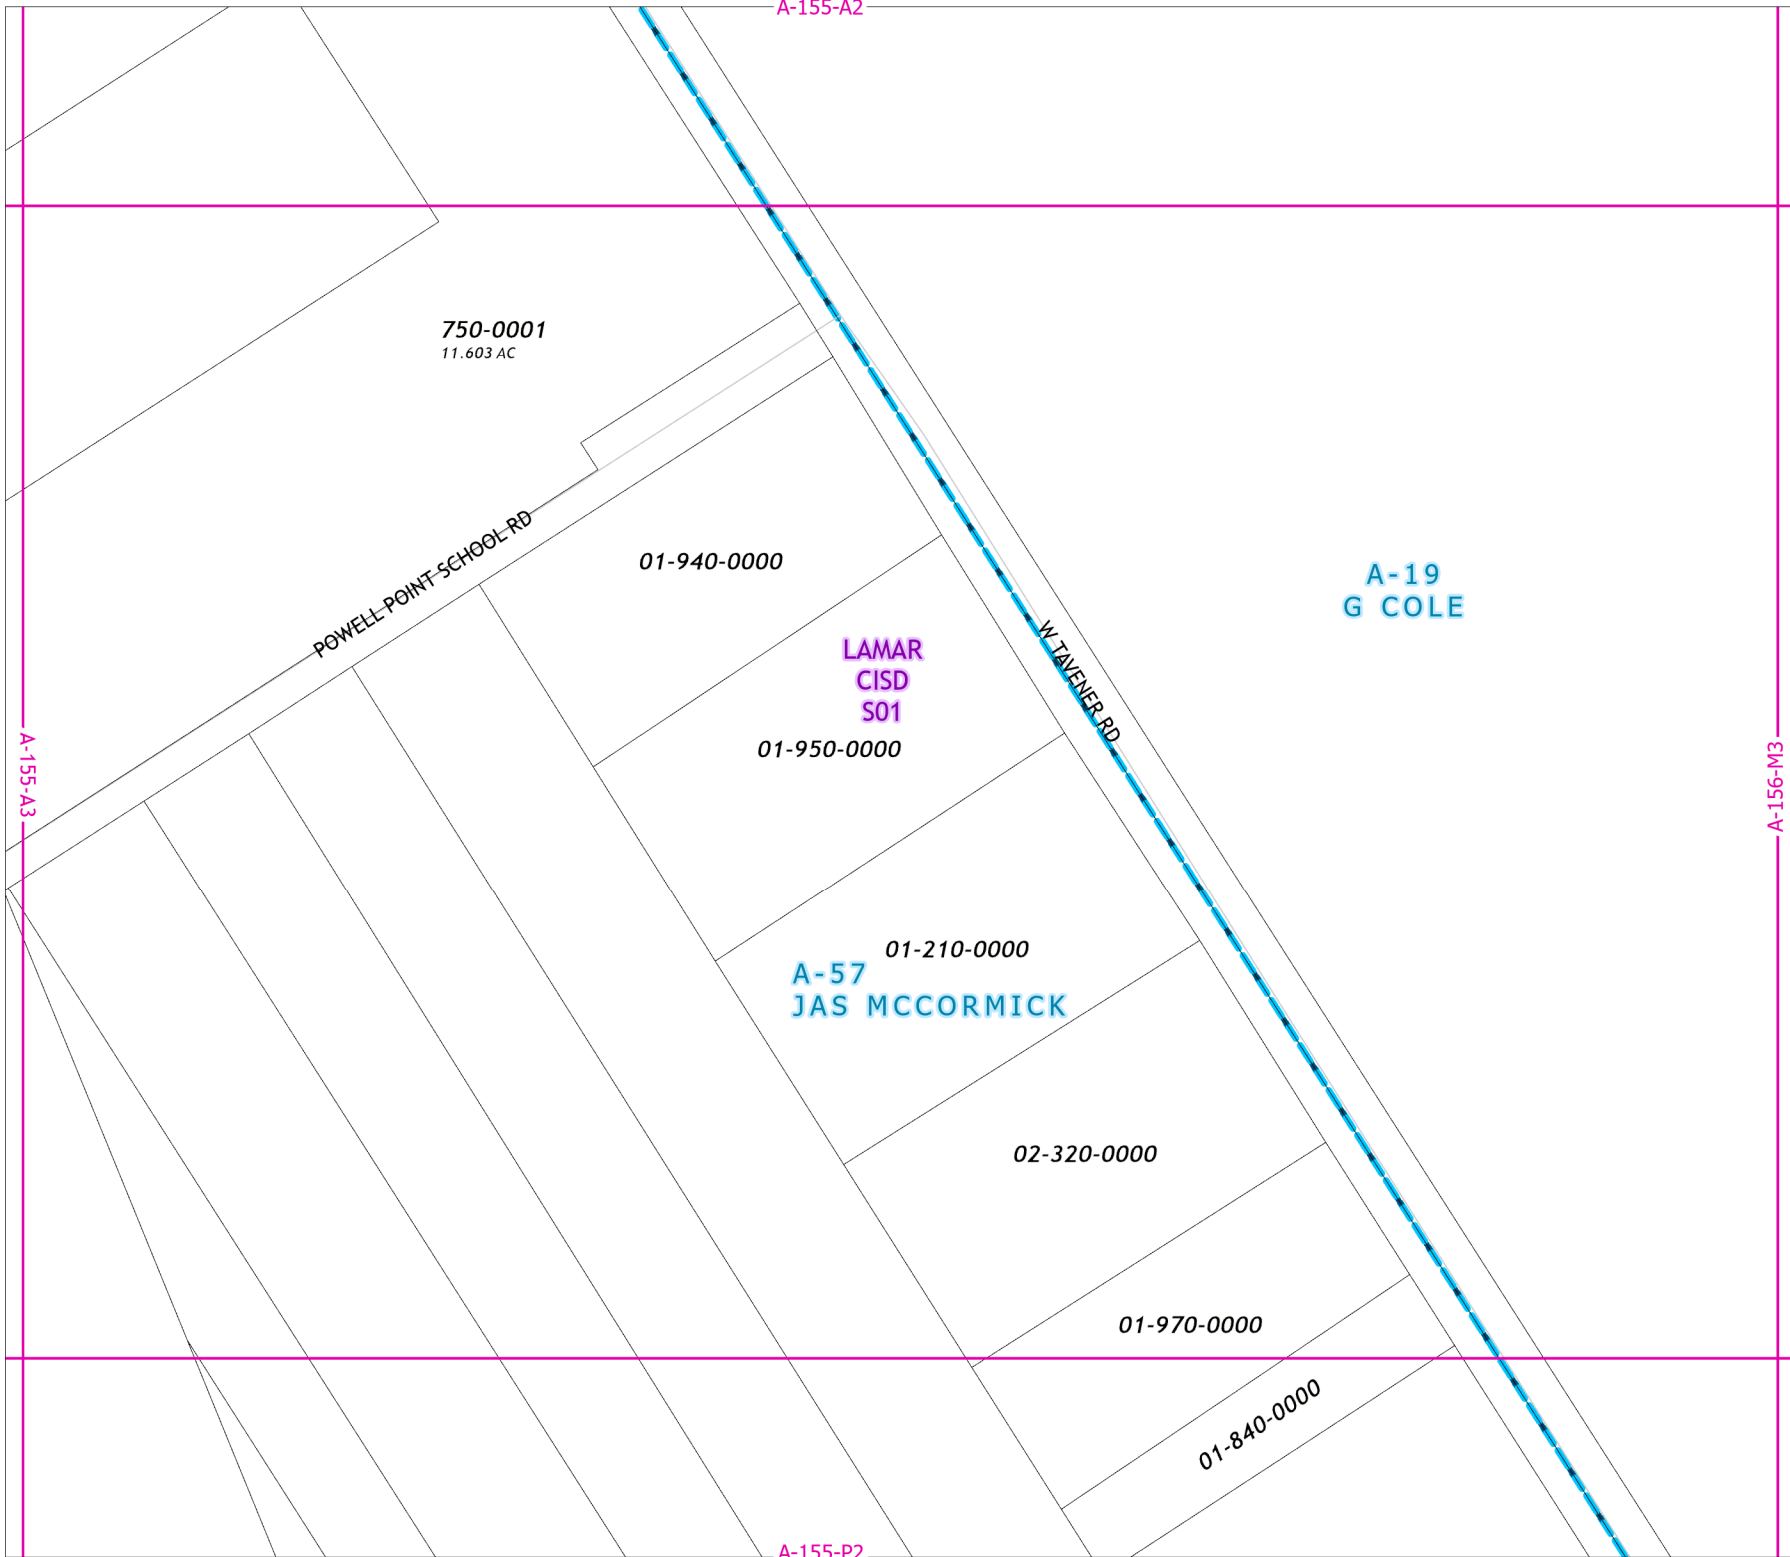 A-155-A2
750-0001
11.603 AC
POWELL POINT SCHOOL RD
01-940-0000
A-19
G COLE
LAMAR
CISD
S01
W TAVENER RD
01-950-0000
A-155-A3
A-156-M3
01-210-0000
A-57
JAS MCCORMICK
02-320-0000
01-970-0000
01-840-0000
A-155-P2